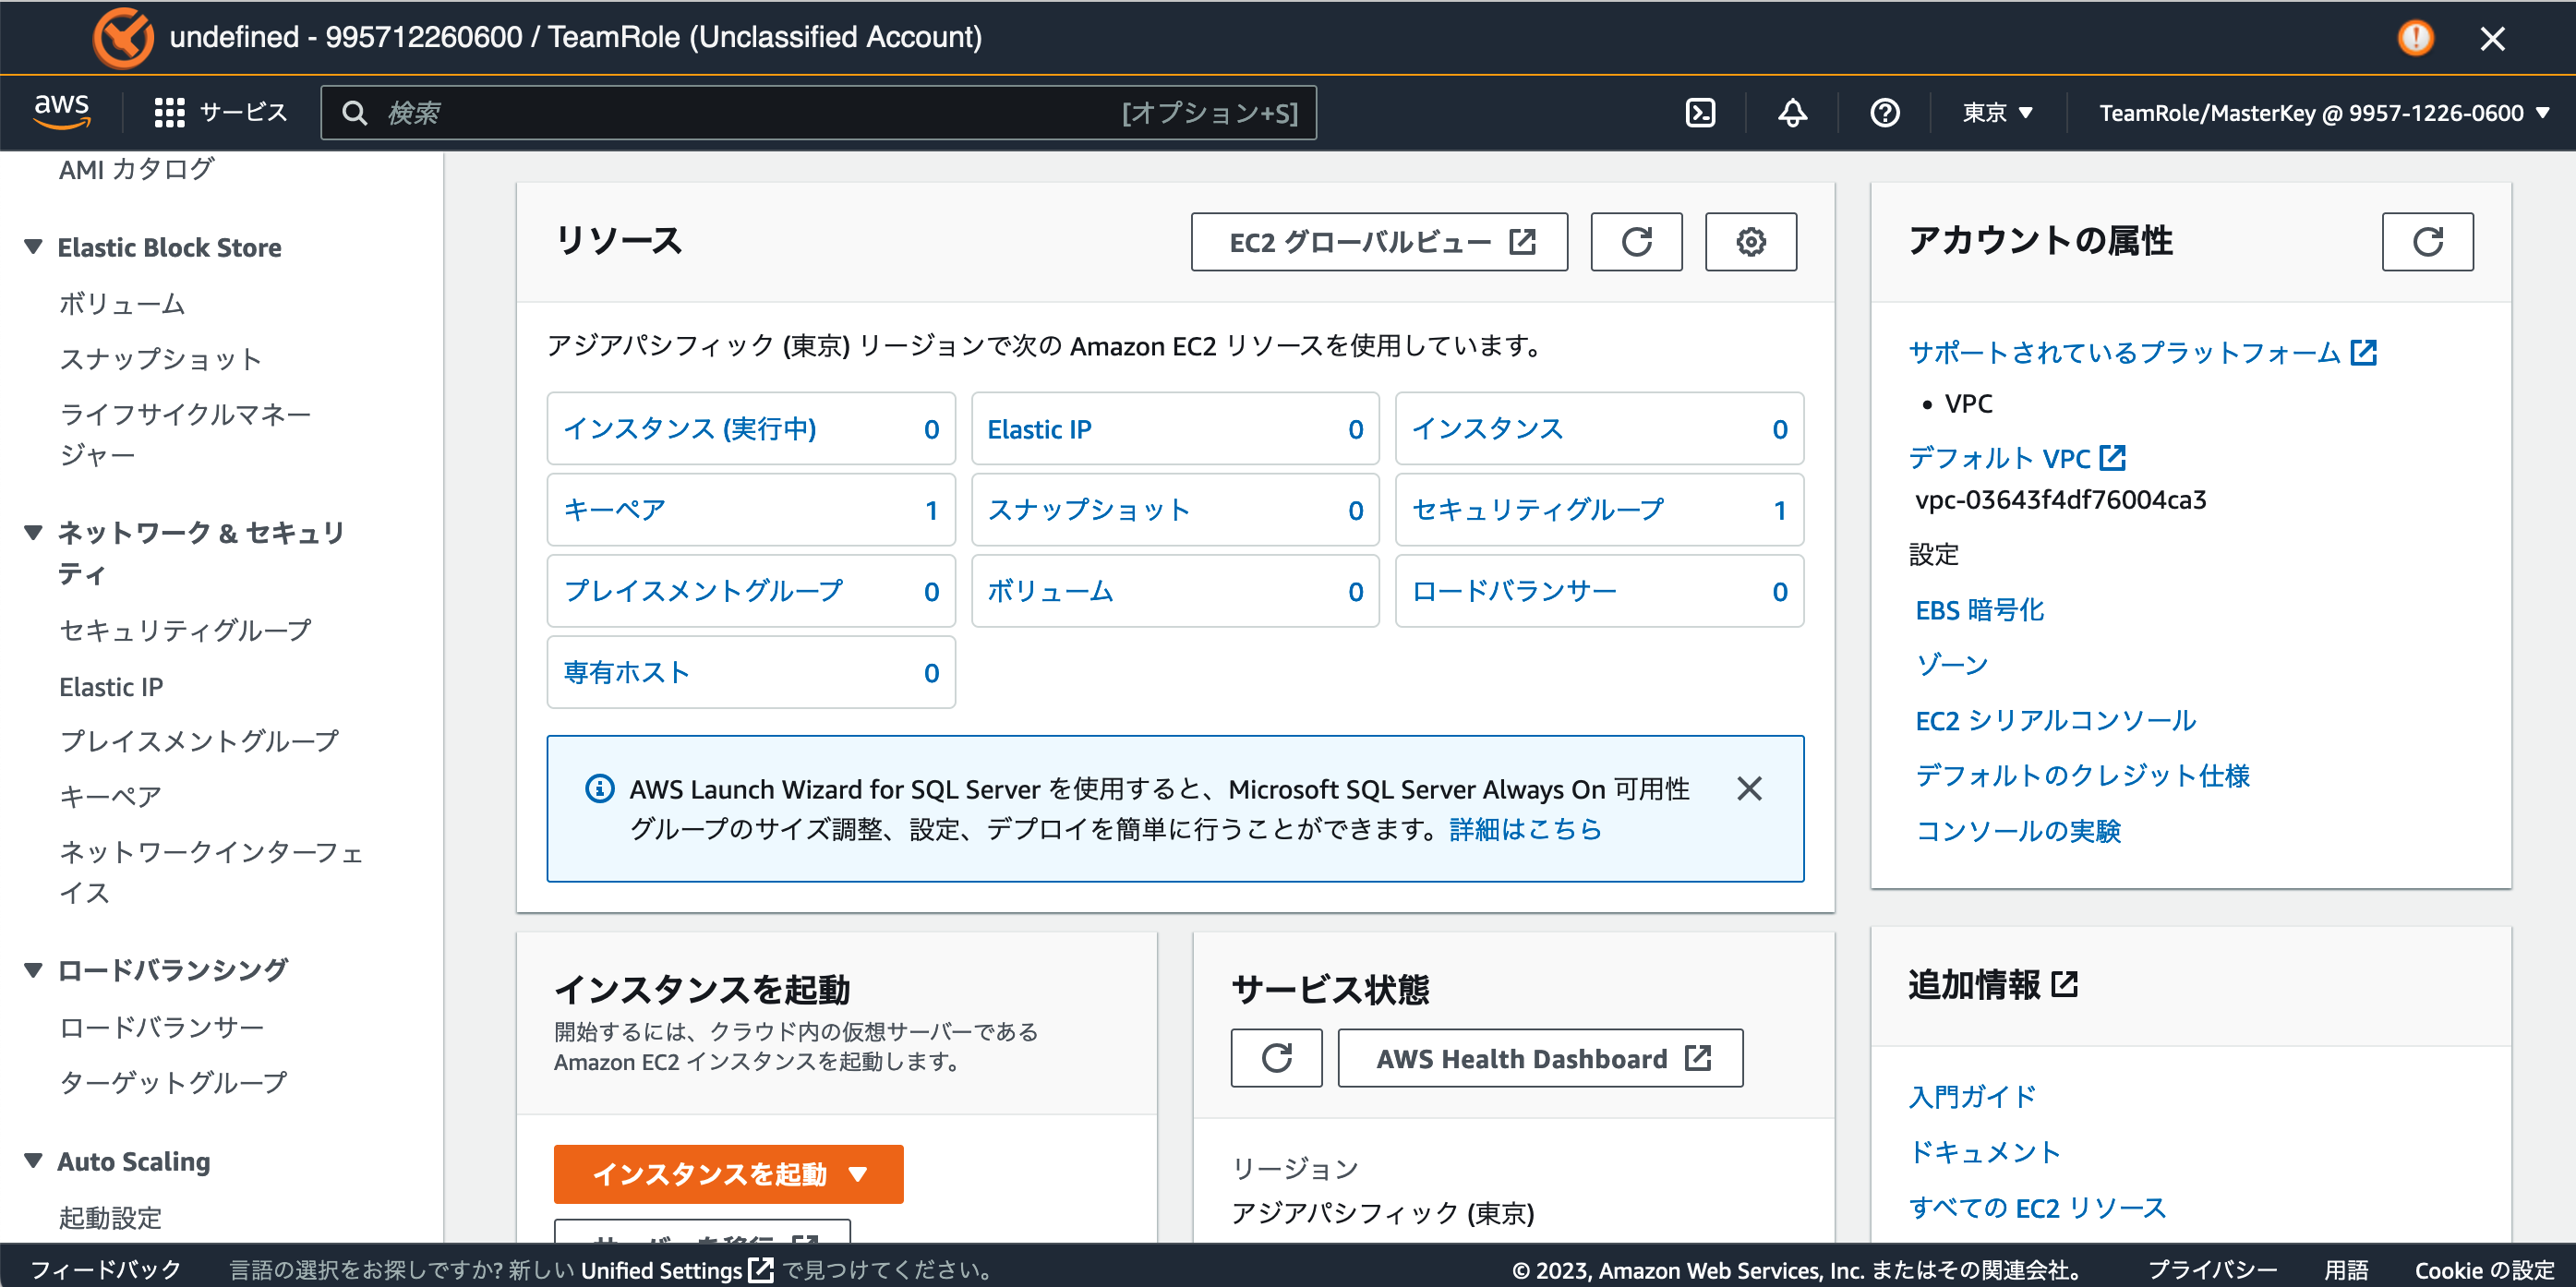 undefined - 995712260600 / TeamRole (Unclassified Account)
aws
サービス
検索
[オプション+S]
東京
TeamRole/MasterKey @ 9957-1226-0600
AMI カタログ
Elastic Block Store
ボリューム
スナップショット
ライフサイクルマネー
ジャー
ネットワーク & セキュリ
ティ
セキュリティグループ
Elastic IP
プレイスメントグループ
キーペア
ネットワークインターフェ
イス
ロードバランシング
ロードバランサー
ターゲットグループ
Auto Scaling
起動設定
リソース
EC2 グローバルビュー
アジアパシフィック (東京) リージョンで次の Amazon EC2 リソースを使用しています。
インスタンス (実行中) 0
Elastic IP 0
インスタンス 0
キーペア 1
スナップショット 0
セキュリティグループ 1
プレイスメントグループ 0
ボリューム 0
ロードバランサー 0
専有ホスト 0
AWS Launch Wizard for SQL Server を使用すると、Microsoft SQL Server Always On 可用性
グループのサイズ調整、設定、デプロイを簡単に行うことができます。詳細はこちら
インスタンスを起動
開始するには、クラウド内の仮想サーバーである
Amazon EC2 インスタンスを起動します。
インスタンスを起動
サーバーを移行
サービス状態
AWS Health Dashboard
リージョン
アジアパシフィック (東京)
アカウントの属性
サポートされているプラットフォーム
• VPC
デフォルト VPC
vpc-03643f4df76004ca3
設定
EBS 暗号化
ゾーン
EC2 シリアルコンソール
デフォルトのクレジット仕様
コンソールの実験
追加情報
入門ガイド
ドキュメント
すべての EC2 リソース
フィードバック
言語の選択をお探しですか? 新しい Unified Settings で見つけてください。
© 2023, Amazon Web Services, Inc. またはその関連会社。
プライバシー
用語
Cookie の設定